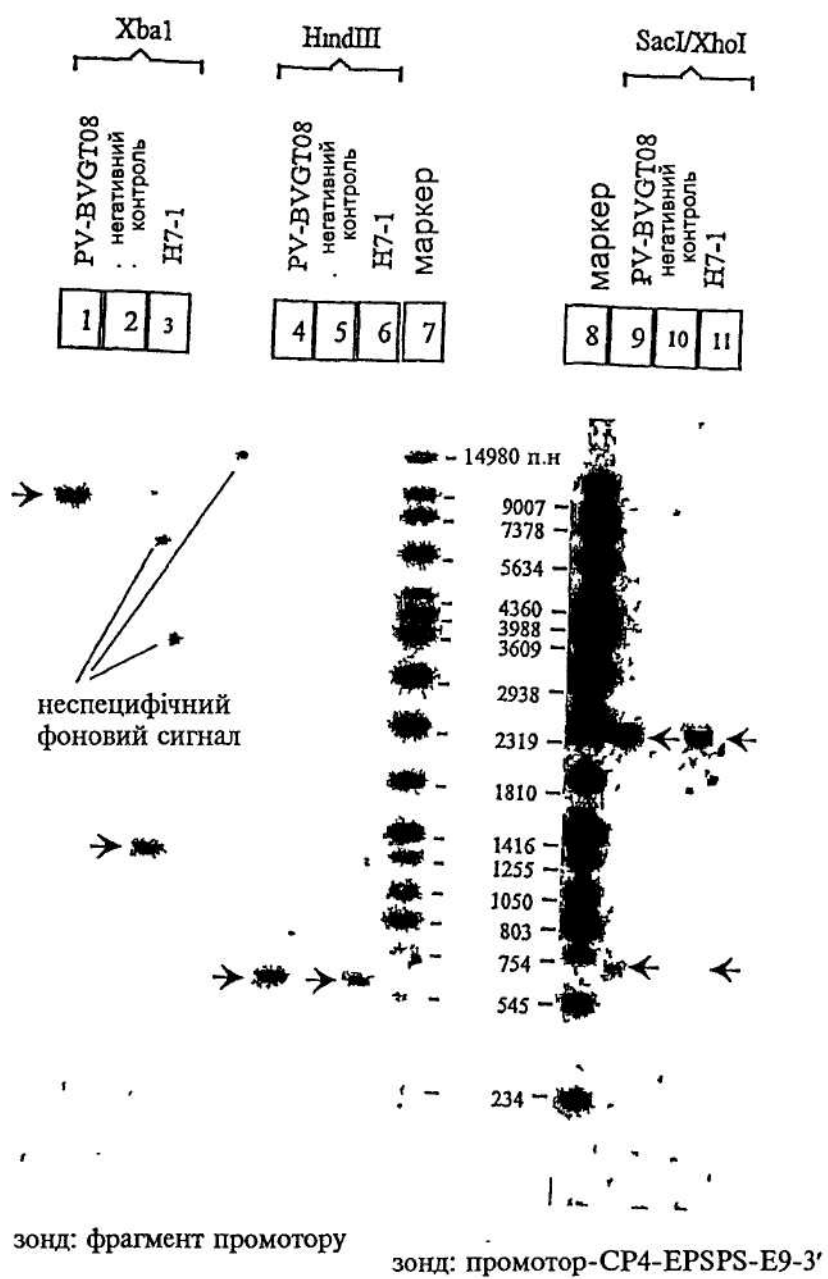 Xba1
HindIII
SacI/XhoI
PV-BVGT08
негативний
контроль
H7-1
PV-BVGT08
негативний
контроль
H7-1
маркер
маркер
PV-BVGT08
негативний
контроль
H7-1
1 2 3
4 5 6 7
8 9 10 11
14980 п.н
9007
7378
5634
4360
3988
3609
2938
2319
1810
1416
1255
1050
803
754
545
234
неспецифічний
фоновий сигнал
зонд: фрагмент промотору
зонд: промотор-CP4-EPSPS-E9-3′